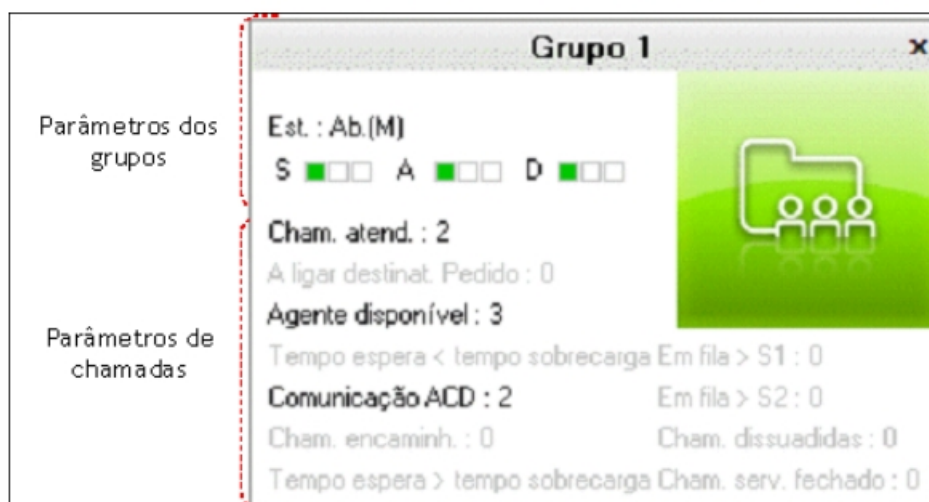 Grupo 1
x
Parâmetros dos
grupos
Est. : Ab.(M)
S A D
Cham. atend. : 2
A ligar destinat. Pedido : 0
Agente disponível : 3
Parâmetros de
chamadas
Tempo espera < tempo sobrecarga Em fila > S1 : 0
Comunicação ACD : 2 Em fila > S2 : 0
Cham. encaminh. : 0 Cham. dissuadidas : 0
Tempo espera > tempo sobrecarga Cham. serv. fechado : 0